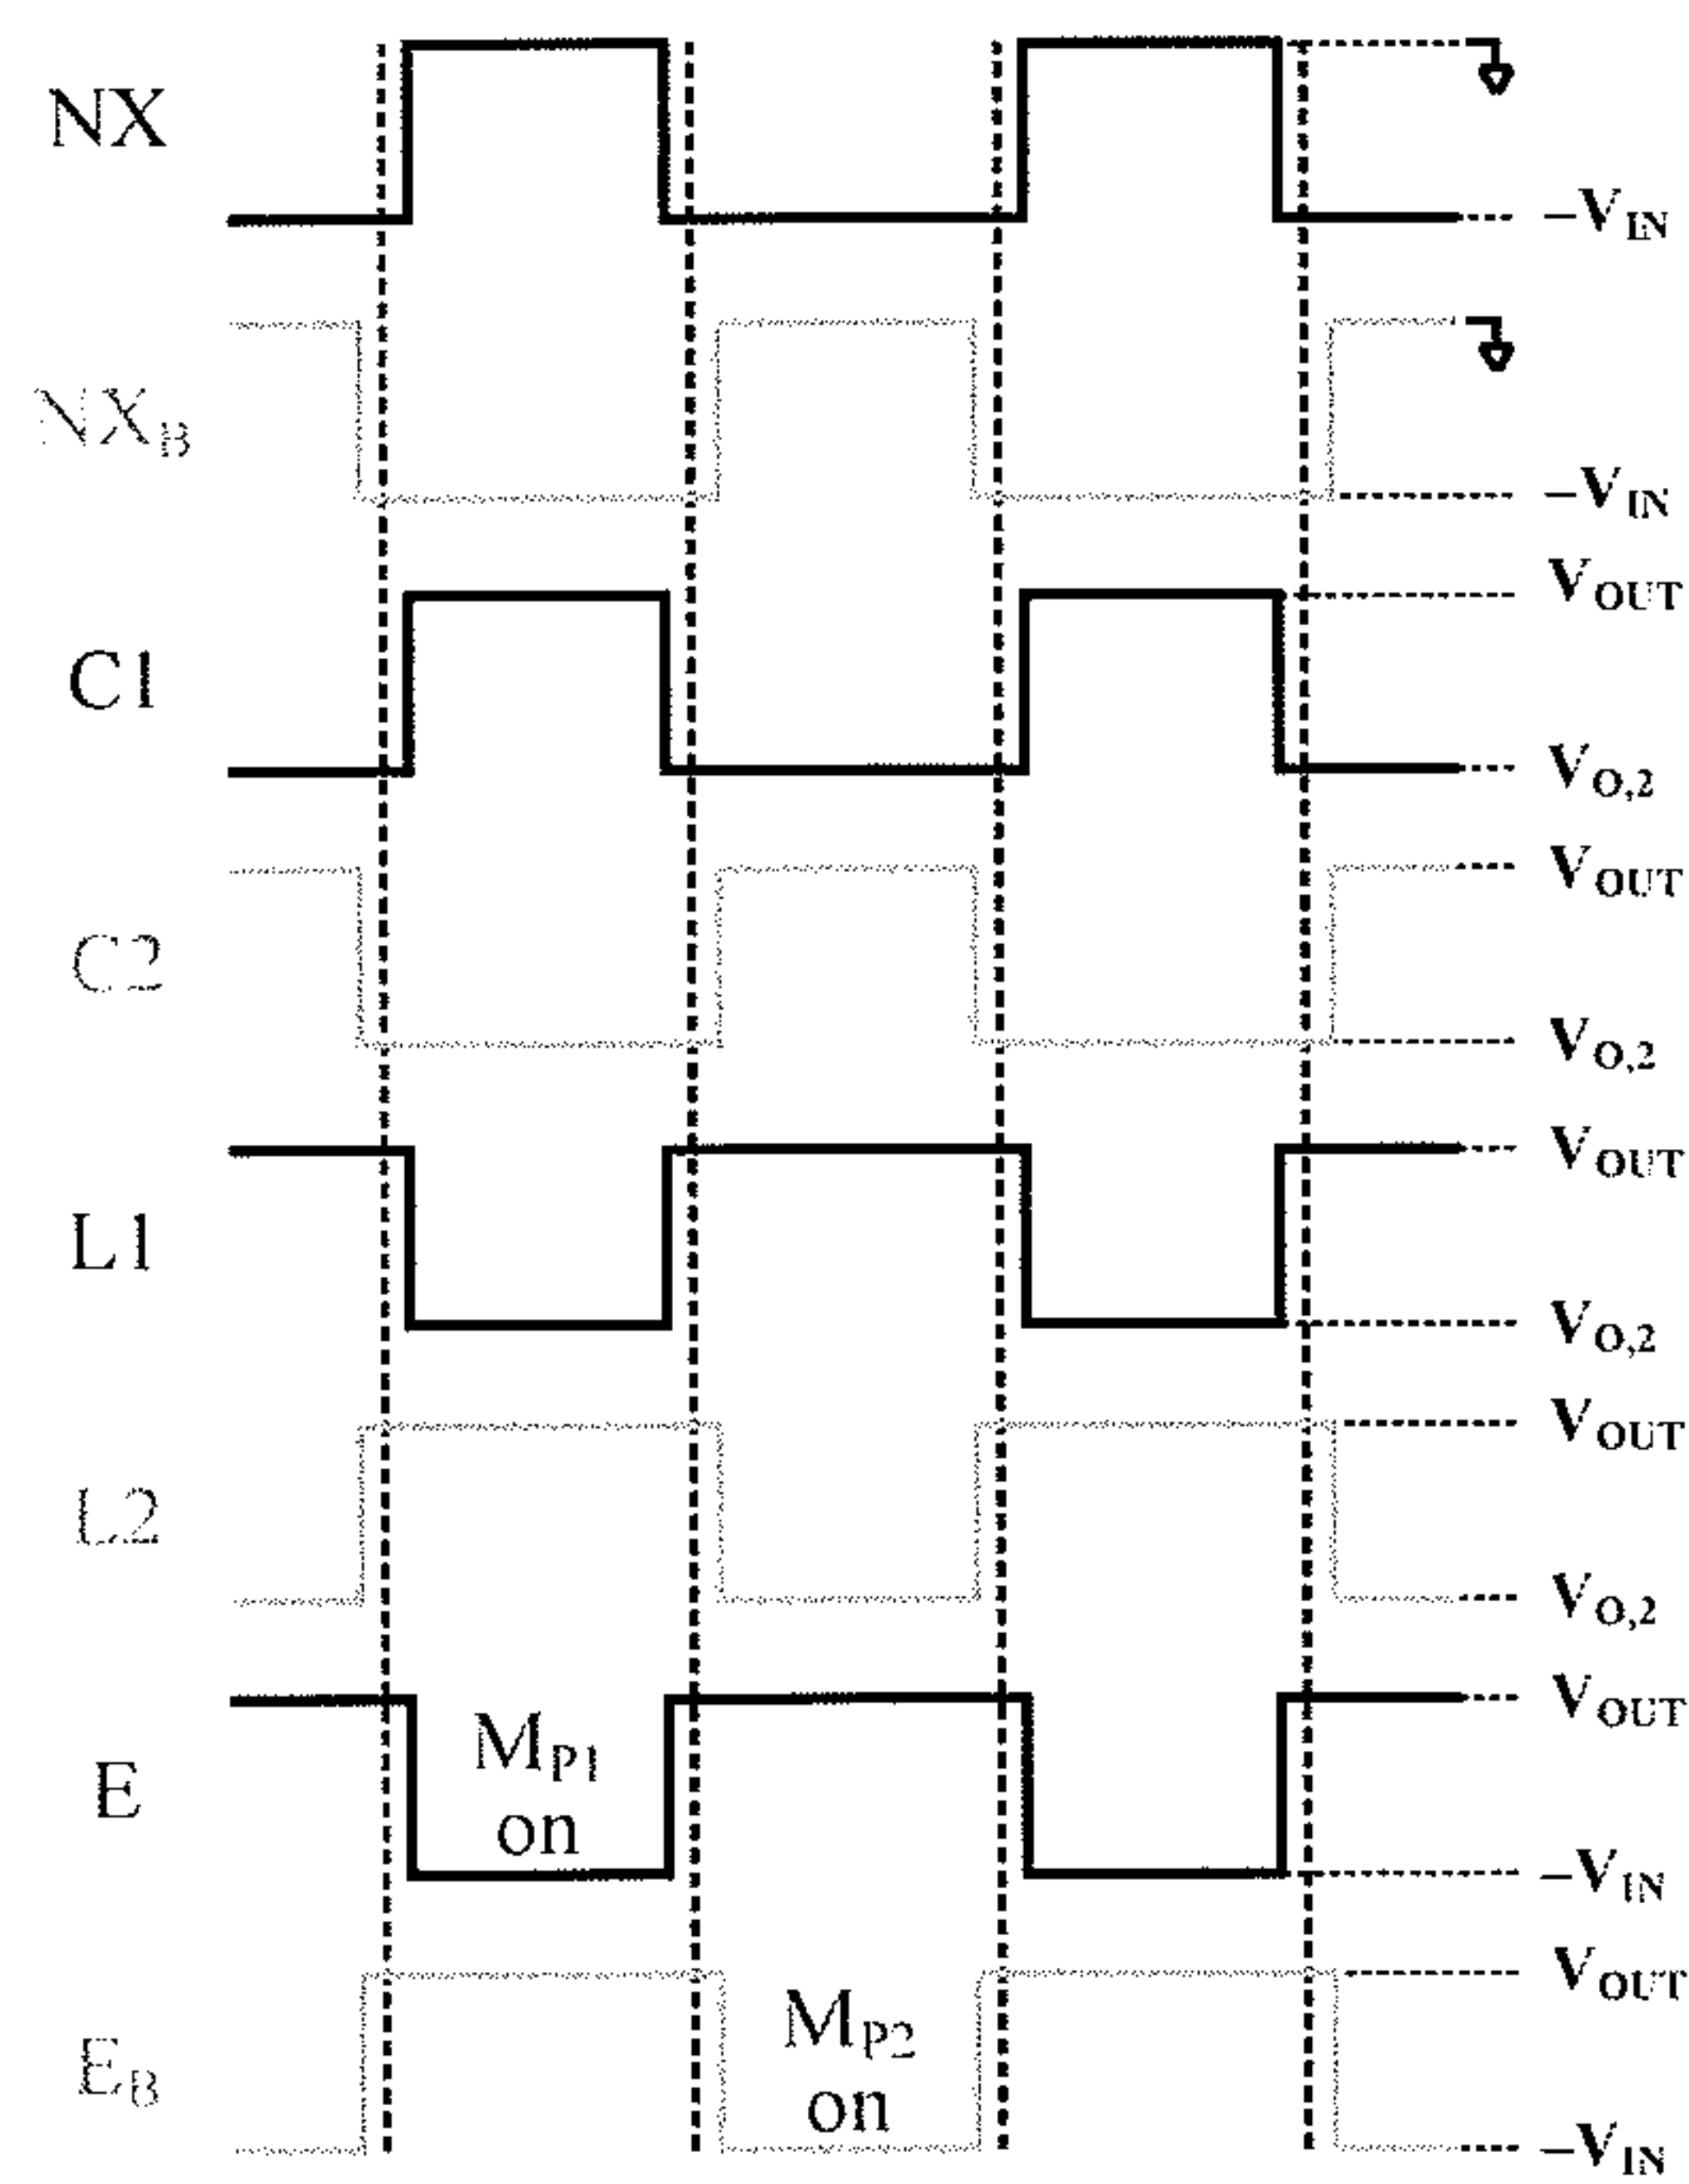 NX
–VIN
NXB
–VIN
VOUT
C1
VO,2
VOUT
C2
VO,2
VOUT
L1
VO,2
VOUT
L2
VO,2
VOUT
MP1
E
on
–VIN
VOUT
MP2
EB
on
–VIN